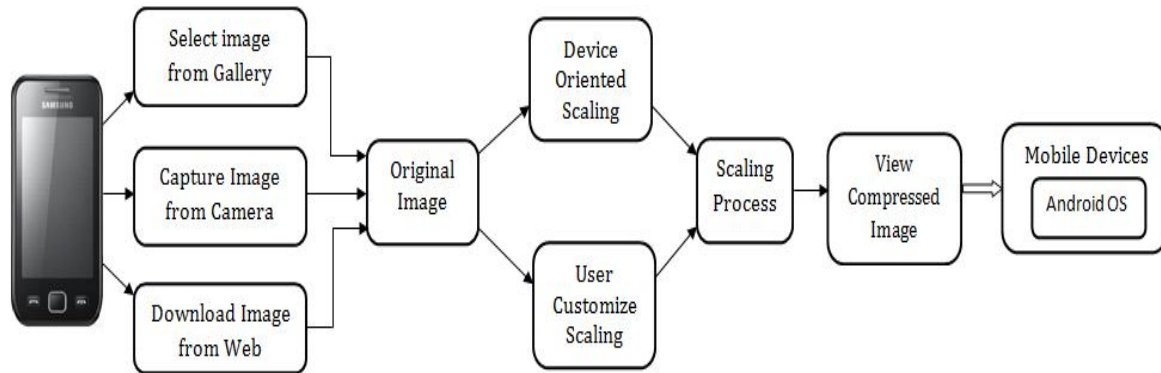 SAMSUNG
Select image
from Gallery
Capture Image
from Camera
Download Image
from Web
Original
Image
Device
Oriented
Scaling
User
Customize
Scaling
Scaling
Process
View
Compressed
Image
Mobile Devices
Android OS